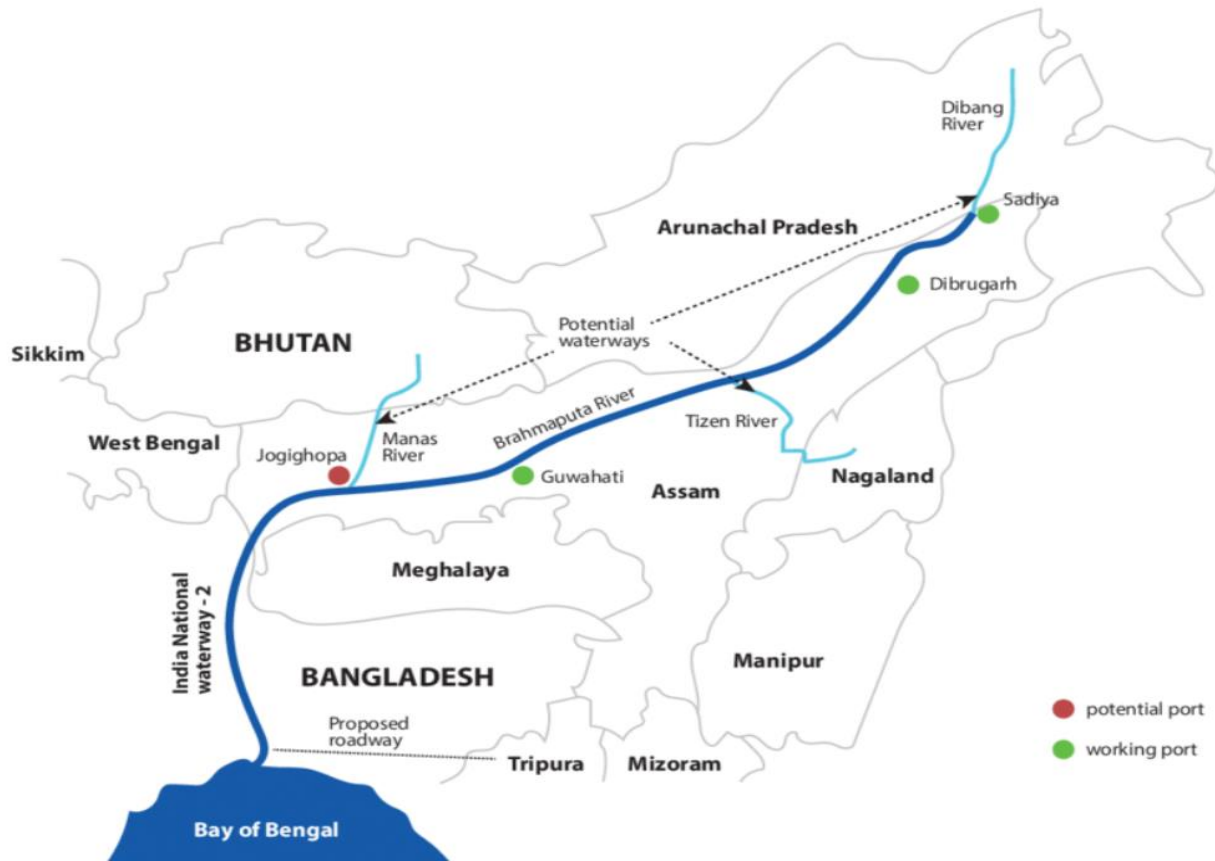 Dibang
River
Sadiya
Arunachal Pradesh
Dibrugarh
Potential
waterways
BHUTAN
Sikkim
Brahmaputa River
Tizen River
West Bengal
Jogighopa
Manas
River
Guwahati
Assam
Nagaland
Meghalaya
India National
waterway - 2
BANGLADESH
Manipur
Proposed
roadway
Tripura
Mizoram
potential port
working port
Bay of Bengal